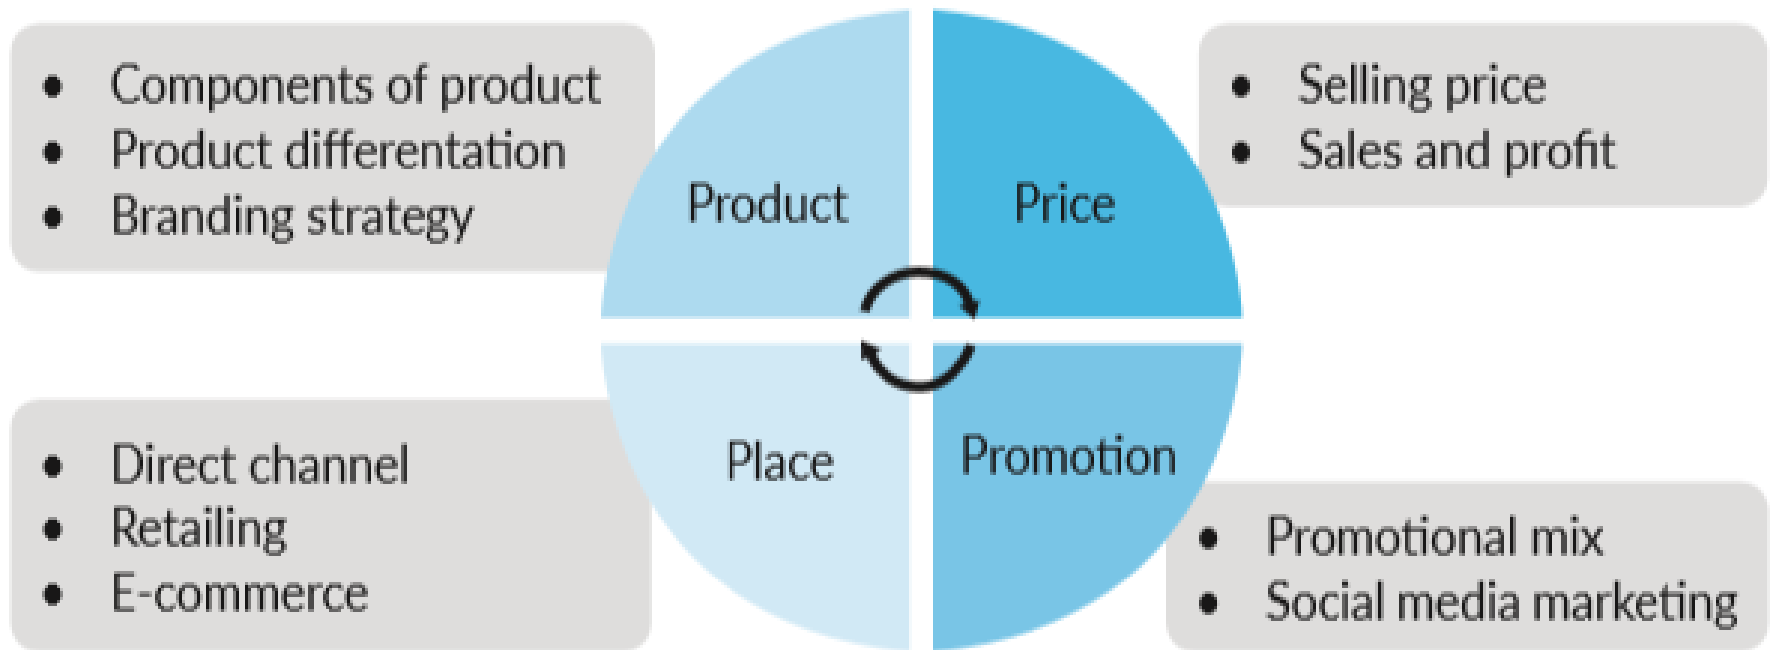 • Components of product
• Product differentation
• Branding strategy
Product
Price
• Selling price
• Sales and profit
• Direct channel
• Retailing
• E-commerce
Place
Promotion
• Promotional mix
• Social media marketing